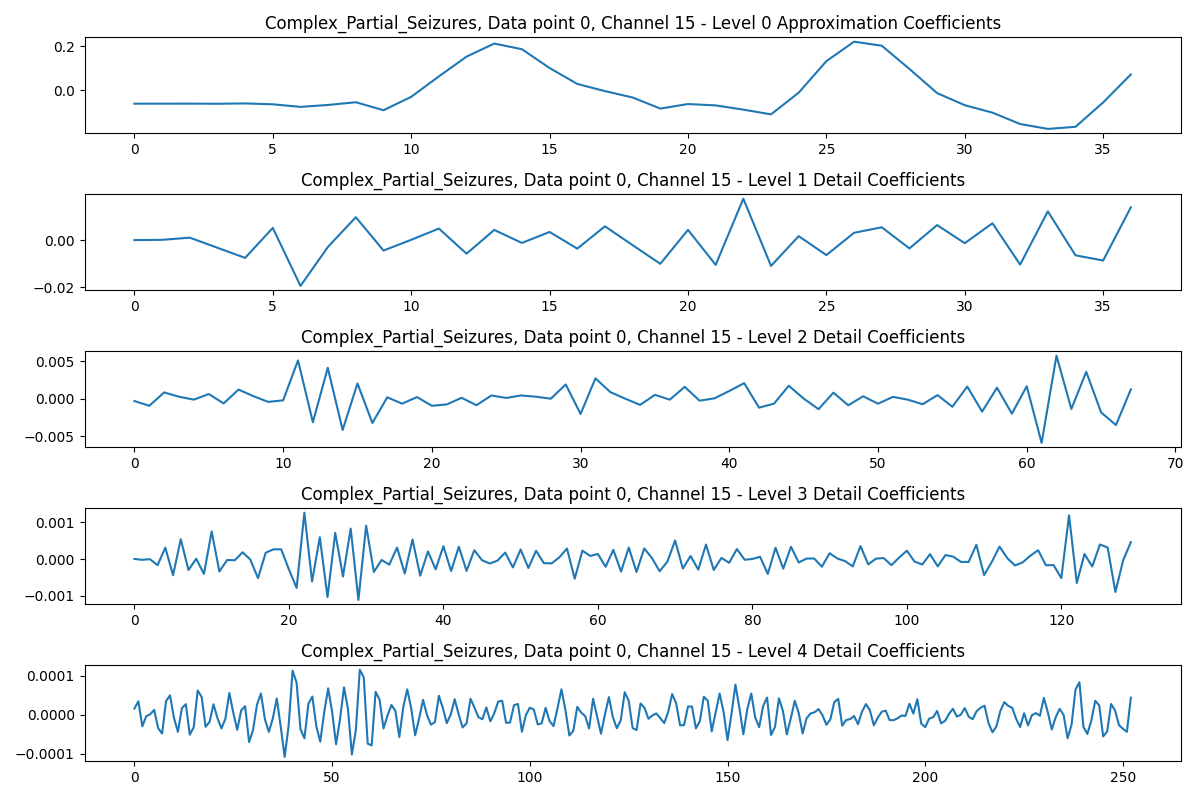 Complex_Partial_Seizures, Data point 0, Channel 15 - Level 0 Approximation Coefficients
0.2
0.0
0 5 10 15 20 25 30 35
Complex_Partial_Seizures, Data point 0, Channel 15 - Level 1 Detail Coefficients
0.00
−0.02
0 5 10 15 20 25 30 35
Complex_Partial_Seizures, Data point 0, Channel 15 - Level 2 Detail Coefficients
0.005
0.000
−0.005
0 10 20 30 40 50 60 70
Complex_Partial_Seizures, Data point 0, Channel 15 - Level 3 Detail Coefficients
0.001
0.000
−0.001
0 20 40 60 80 100 120
Complex_Partial_Seizures, Data point 0, Channel 15 - Level 4 Detail Coefficients
0.0001
0.0000
−0.0001
0 50 100 150 200 250